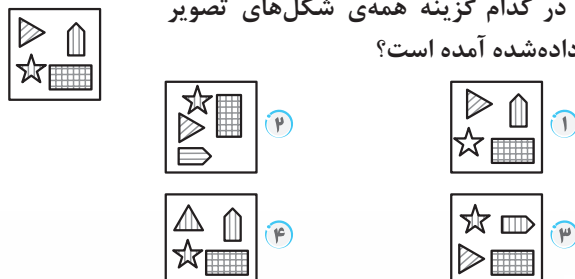 در کدام گزینه همه‌ی شکل‌های تصویر
داده‌شده آمده است؟
۱
۲
۳
۴